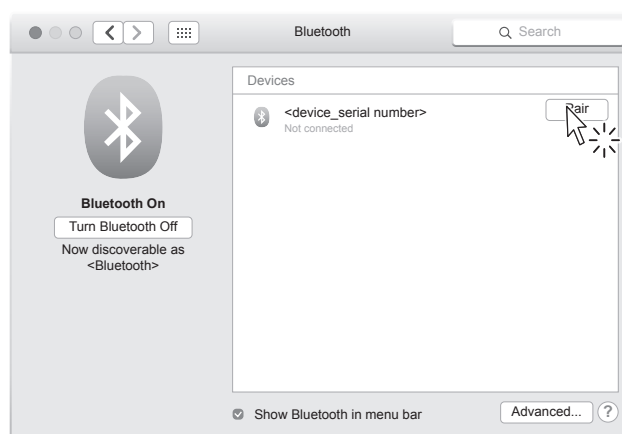 Bluetooth
Search
Devices
<device_serial number>
Pair
Not connected
Bluetooth On
Turn Bluetooth Off
Now discoverable as
<Bluetooth>
Show Bluetooth in menu bar
Advanced...
?